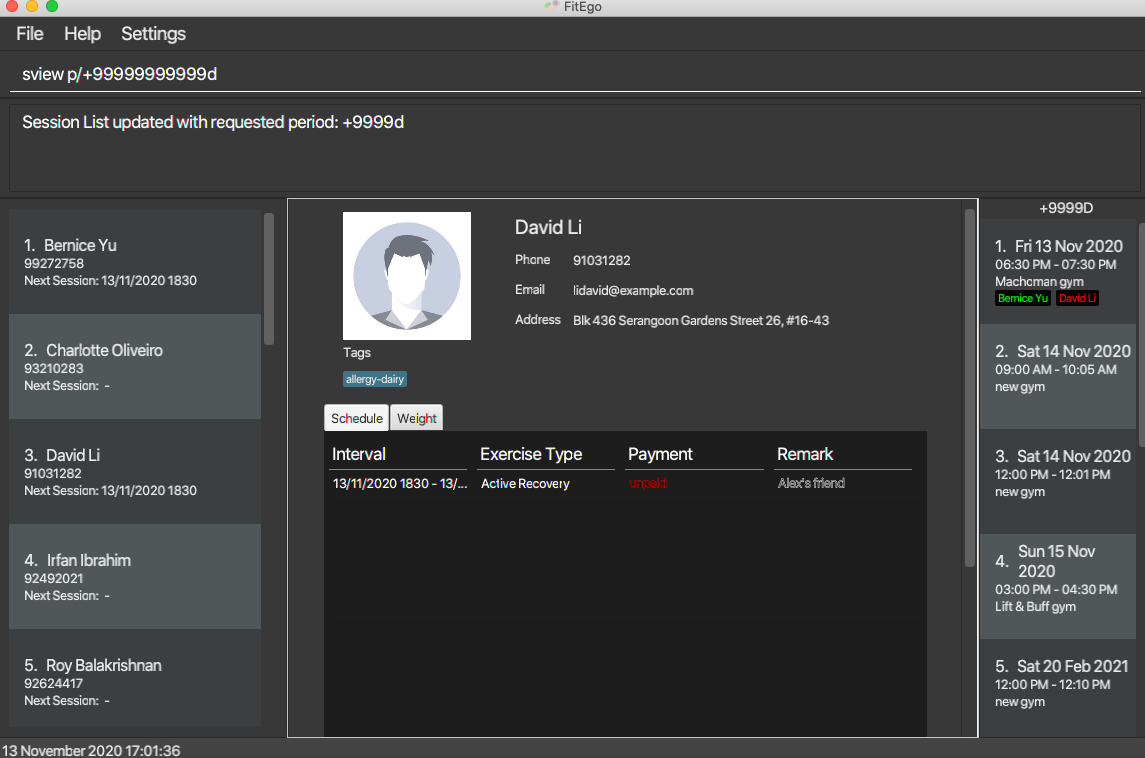 FitEgo
File Help Settings
sview p/+99999999999d
Session List updated with requested period: +9999d
1. Bernice Yu
99272758
Next Session: 13/11/2020 1830
2. Charlotte Oliveiro
93210283
Next Session: -
3. David Li
91031282
Next Session: 13/11/2020 1830
4. Irfan Ibrahim
92492021
Next Session: -
5. Roy Balakrishnan
92624417
Next Session: -
David Li
Phone 91031282
Email lidavid@example.com
Address Blk 436 Serangoon Gardens Street 26, #16-43
Tags
allergy-dairy
Schedule Weight
Interval Exercise Type Payment Remark
13/11/2020 1830 - 13/... Active Recovery unpaid Alex's friend
+9999D
1. Fri 13 Nov 2020
06:30 PM - 07:30 PM
Machoman gym
Bernice Yu David Li
2. Sat 14 Nov 2020
09:00 AM - 10:05 AM
new gym
3. Sat 14 Nov 2020
12:00 PM - 12:01 PM
new gym
4. Sun 15 Nov
2020
03:00 PM - 04:30 PM
Lift & Buff gym
5. Sat 20 Feb 2021
12:00 PM - 12:10 PM
new gym
13 November 2020 17:01:36